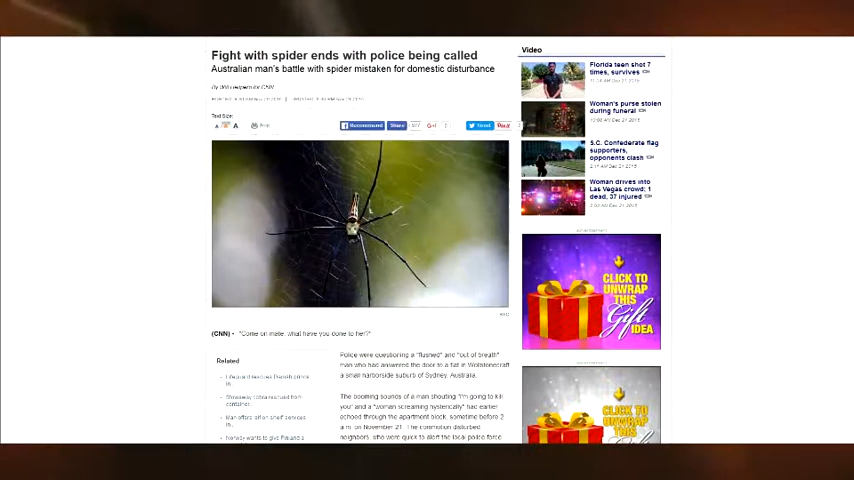 Fight with spider ends with police being called
Australian man's battle with spider mistaken for domestic disturbance
Text Size:
A A A
Print
Recommend
Share
G+1
Tweet
Pin it
(CNN) - "Come on mate, what have you done to her?"
Related
Police were questioning a "flushed" and "out of breath"
man who had answered the door to a flat in Wollstonecraft
a small harborside suburb of Sydney, Australia.
The booming sounds of a man shouting "I'm going to kill
you" and a "woman screaming hysterically" had earlier
echoed through the apartment block, sometime before 2
a.m. on November 21. The commotion disturbed
neighbors, who were quick to alert the local police force
Video
Florida teen shot 7
times, survives
Woman's purse stolen
during funeral
S.C. Confederate flag
supporters,
opponents clash
Woman drives into
Las Vegas crowd; 1
dead, 37 injured
CLICK TO
UNWRAP
THIS
Gift
IDEA
CLICK TO
UNWRAP
THIS